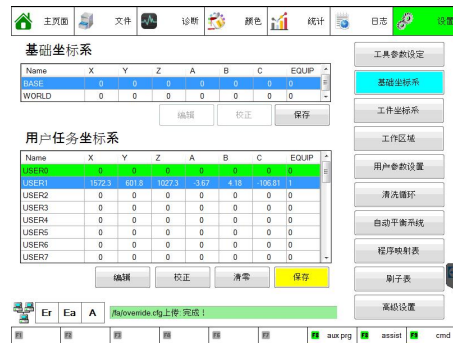 主页面 文件 诊断 颜色 统计 日志 设
基础坐标系
Name X Y Z A B C EQUIP
BASE 0 0 0 0 0 0 0
WORLD 0 0 0 0 0 0 0
编辑 校正 保存
用户任务坐标系
Name X Y Z A B C EQUIP
USER0 0 0 0 0 0 0 0
USER1 1572.3 601.8 1027.3 -3.67 4.18 -106.81 1
USER2 0 0 0 0 0 0 0
USER3 0 0 0 0 0 0 0
USER4 0 0 0 0 0 0 0
USER5 0 0 0 0 0 0 0
USER6 0 0 0 0 0 0 0
USER7 0 0 0 0 0 0 0
编辑 校正 清零 保存
工具参数设定
基础坐标系
工件坐标系
工作区域
用户参数设置
清洗循环
自动平衡系统
程序映射表
刷子表
高级设置
Er Ea A /fa/override.cfg上传: 完成！
aux prg assist cmd